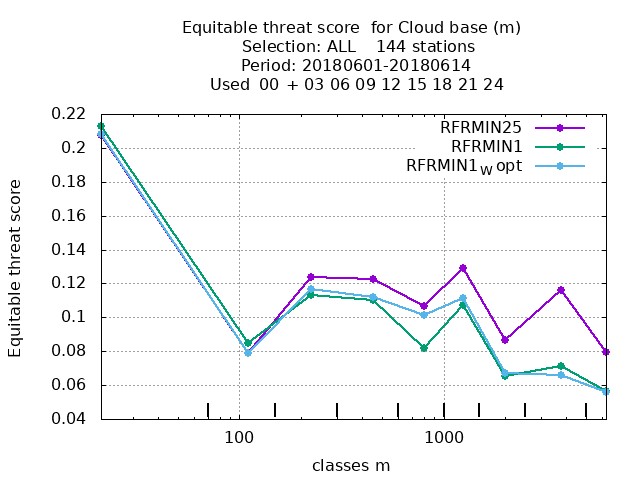 Equitable threat score  for Cloud base (m)
Selection: ALL    144 stations
Period: 20180601-20180614
Used  00 + 03 06 09 12 15 18 21 24
RFRMIN25
RFRMIN1
RFRMIN1w opt
Equitable threat score
0.22
0.2
0.18
0.16
0.14
0.12
0.1
0.08
0.06
0.04
100 1000
classes m